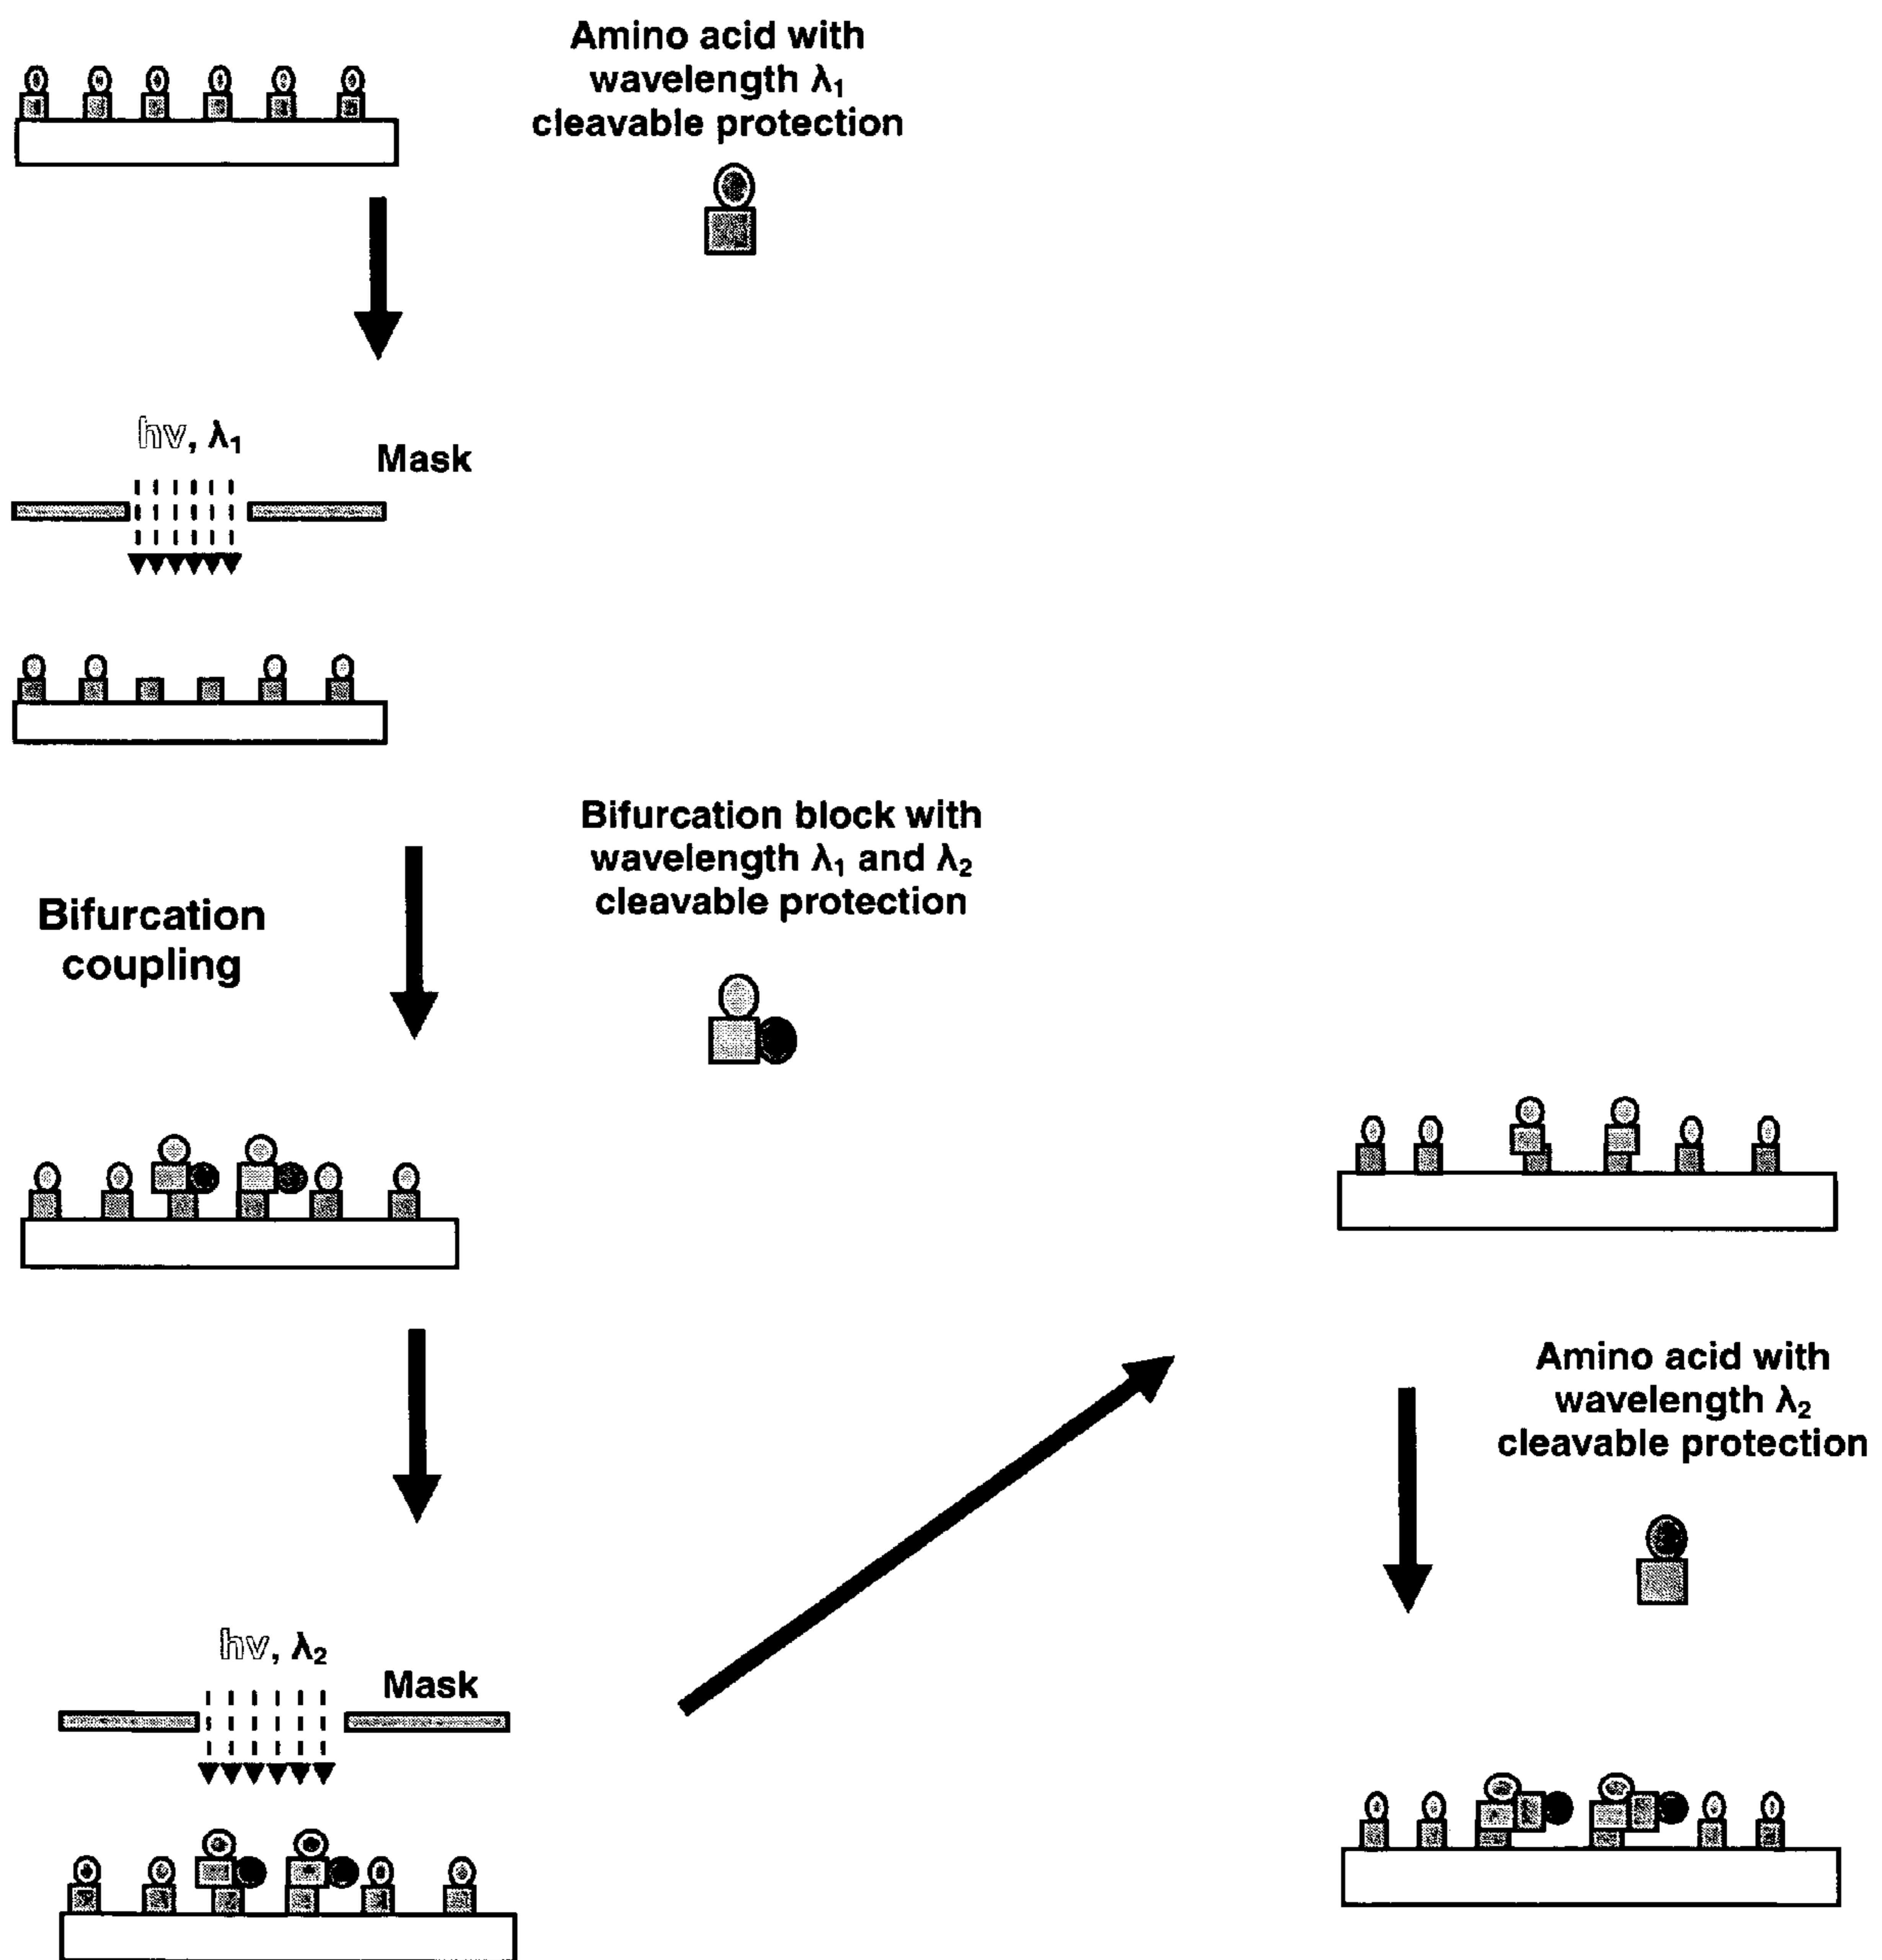 Amino acid with
wavelength λ₁
cleavable protection
hν, λ₁
Mask
Bifurcation block with
wavelength λ₁ and λ₂
cleavable protection
Bifurcation
coupling
hν, λ₂
Mask
Amino acid with
wavelength λ₂
cleavable protection